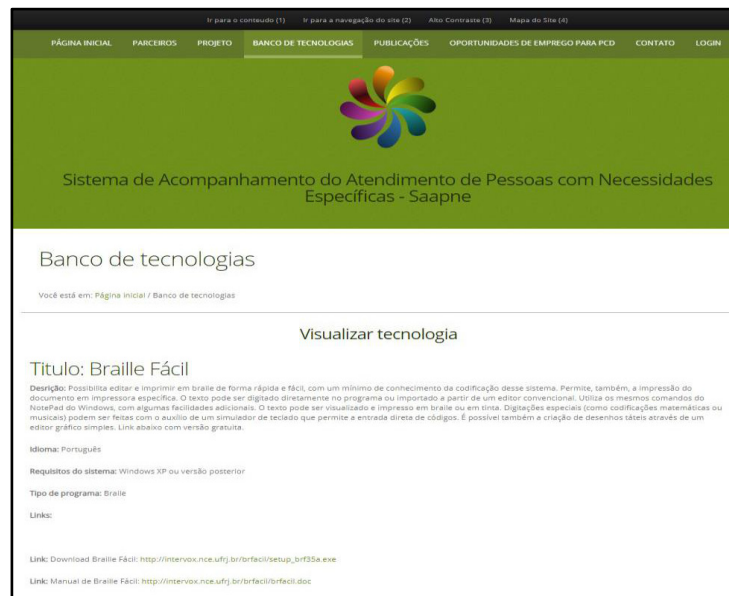 Ir para o conteudo (1) Ir para a navegação do site (2) Alto Contraste (3) Mapa do Site (4)
PÁGINA INICIAL PARCEIROS PROJETO BANCO DE TECNOLOGIAS PUBLICAÇÕES OPORTUNIDADES DE EMPREGO PARA PCD CONTATO LOGIN
Sistema de Acompanhamento do Atendimento de Pessoas com Necessidades
Específicas - Saapne
Banco de tecnologias
Você está em: Página Inicial / Banco de tecnologias
Visualizar tecnologia
Titulo: Braille Fácil
Desrição: Possibilita editar e imprimir em braile de forma rápida e fácil, com um mínimo de conhecimento da codificação desse sistema. Permite, também, a impressão do
documento em impressora específica. O texto pode ser digitado diretamente no programa ou importado a partir de um editor convencional. Utiliza os mesmos comandos do
NotePad do Windows, com algumas facilidades adicionais. O texto pode ser visualizado e impresso em braile ou em tinta. Digitações especiais (como codificações matemáticas ou
musicais) podem ser feitas com o auxílio de um simulador de teclado que permite a entrada direta de códigos. É possível também a criação de desenhos táteis através de um
editor gráfico simples. Link abaixo com versão gratuita.
Idioma: Português
Requisitos do sistema: Windows XP ou versão posterior
Tipo de programa: Braile
Links:
Link: Download Braille Fácil: http://intervox.nce.ufrj.br/brfacil/setup_brf35a.exe
Link: Manual de Braille Fácil: http://intervox.nce.ufrj.br/brfacil/brfacil.doc